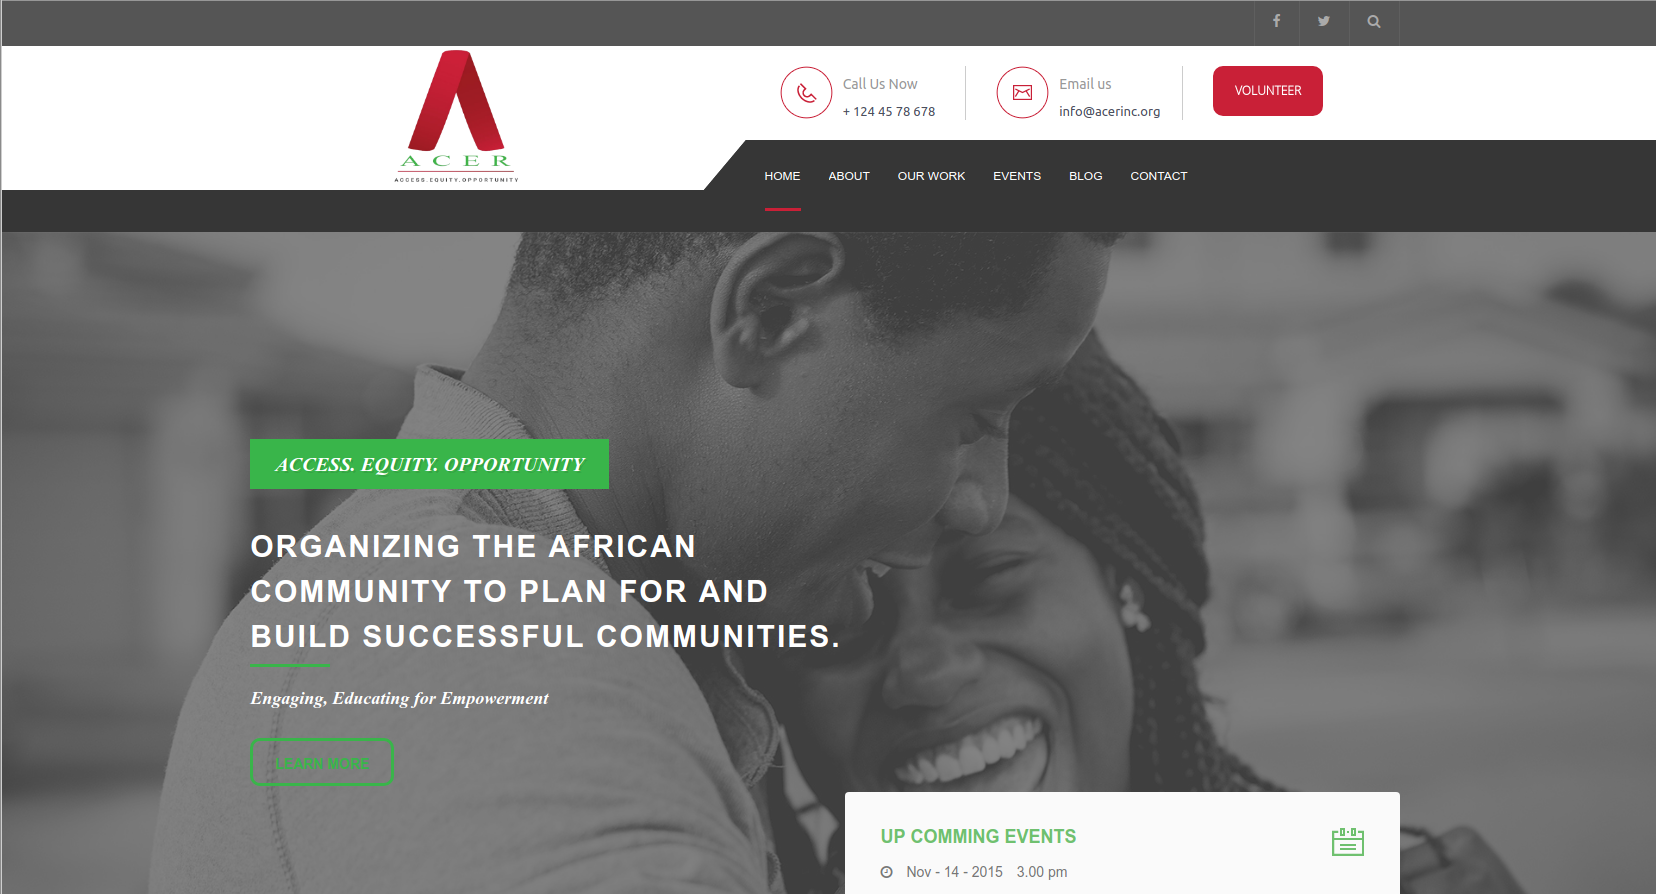 ACER
ACCESS.EQUITY.OPPORTUNITY
Call Us Now
+ 124 45 78 678
Email us
info@acerinc.org
VOLUNTEER
HOME ABOUT OUR WORK EVENTS BLOG CONTACT
ACCESS. EQUITY. OPPORTUNITY
ORGANIZING THE AFRICAN
COMMUNITY TO PLAN FOR AND
BUILD SUCCESSFUL COMMUNITIES.
Engaging, Educating for Empowerment
LEARN MORE
UP COMMING EVENTS
Nov - 14 - 2015 3.00 pm